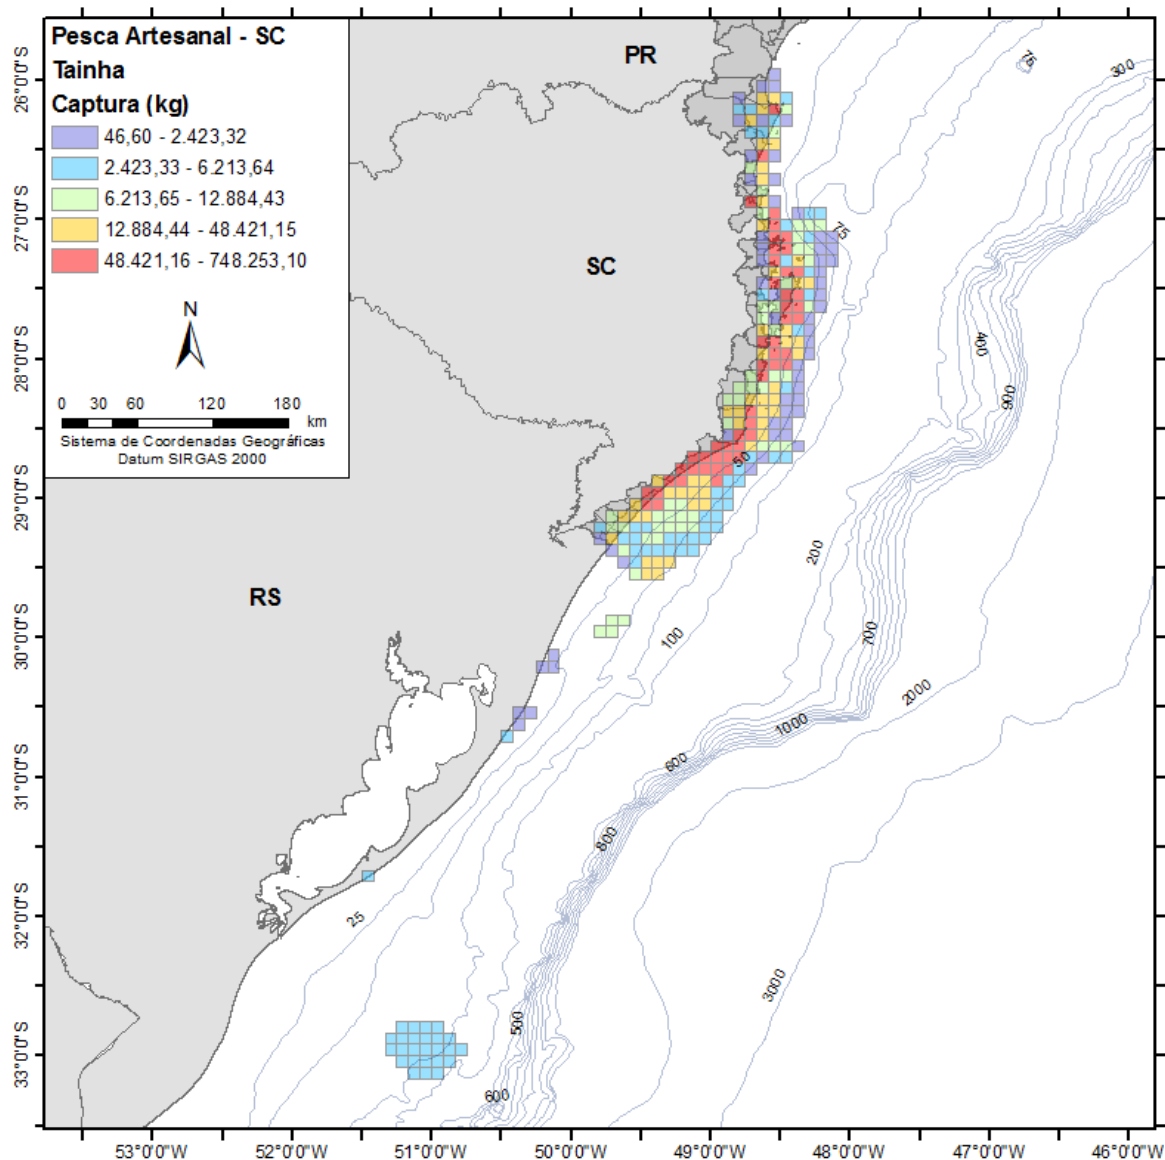 Pesca Artesanal - SC
Tainha
Captura (kg)
46,60 - 2.423,32
2.423,33 - 6.213,64
6.213,65 - 12.884,43
12.884,44 - 48.421,15
48.421,16 - 748.253,10
N
0 30 60 120 180
km
Sistema de Coordenadas Geográficas
Datum SIRGAS 2000
PR
SC
RS
75
300
75
400
900
50
200
100
700
2000
1000
600
800
25
3000
500
600
26°0'0"S
27°0'0"S
28°0'0"S
29°0'0"S
30°0'0"S
31°0'0"S
32°0'0"S
33°0'0"S
53°0'0"W
52°0'0"W
51°0'0"W
50°0'0"W
49°0'0"W
48°0'0"W
47°0'0"W
46°0'0"W